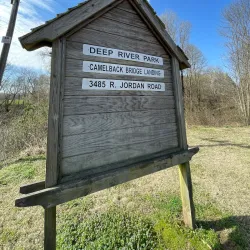 DEEP RIVER PARK
CAMELBACK BRIDGE LANDING
3485 R. JORDAN ROAD